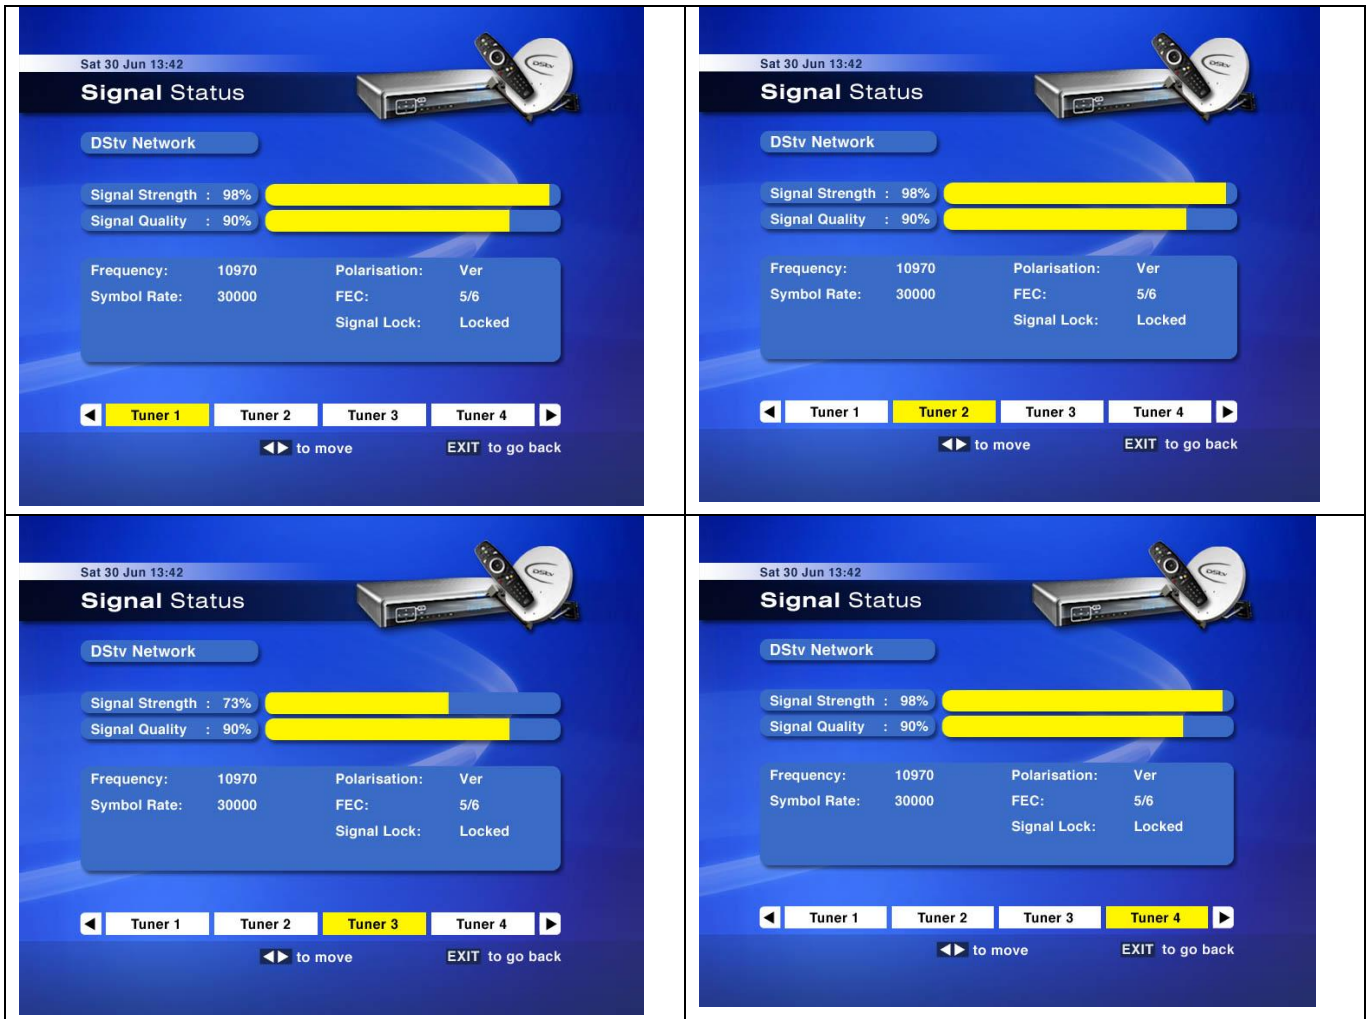 Sat 30 Jun 13:42
Signal Status
DStv
DStv Network
Signal Strength : 98%
Signal Quality : 90%
Frequency: 10970 Polarisation: Ver
Symbol Rate: 30000 FEC: 5/6
Signal Lock: Locked
Tuner 1 Tuner 2 Tuner 3 Tuner 4
to move EXIT to go back
Sat 30 Jun 13:42
Signal Status
DStv
DStv Network
Signal Strength : 98%
Signal Quality : 90%
Frequency: 10970 Polarisation: Ver
Symbol Rate: 30000 FEC: 5/6
Signal Lock: Locked
Tuner 1 Tuner 2 Tuner 3 Tuner 4
to move EXIT to go back
Sat 30 Jun 13:42
Signal Status
DStv
DStv Network
Signal Strength : 73%
Signal Quality : 90%
Frequency: 10970 Polarisation: Ver
Symbol Rate: 30000 FEC: 5/6
Signal Lock: Locked
Tuner 1 Tuner 2 Tuner 3 Tuner 4
to move EXIT to go back
Sat 30 Jun 13:42
Signal Status
DStv
DStv Network
Signal Strength : 98%
Signal Quality : 90%
Frequency: 10970 Polarisation: Ver
Symbol Rate: 30000 FEC: 5/6
Signal Lock: Locked
Tuner 1 Tuner 2 Tuner 3 Tuner 4
to move EXIT to go back